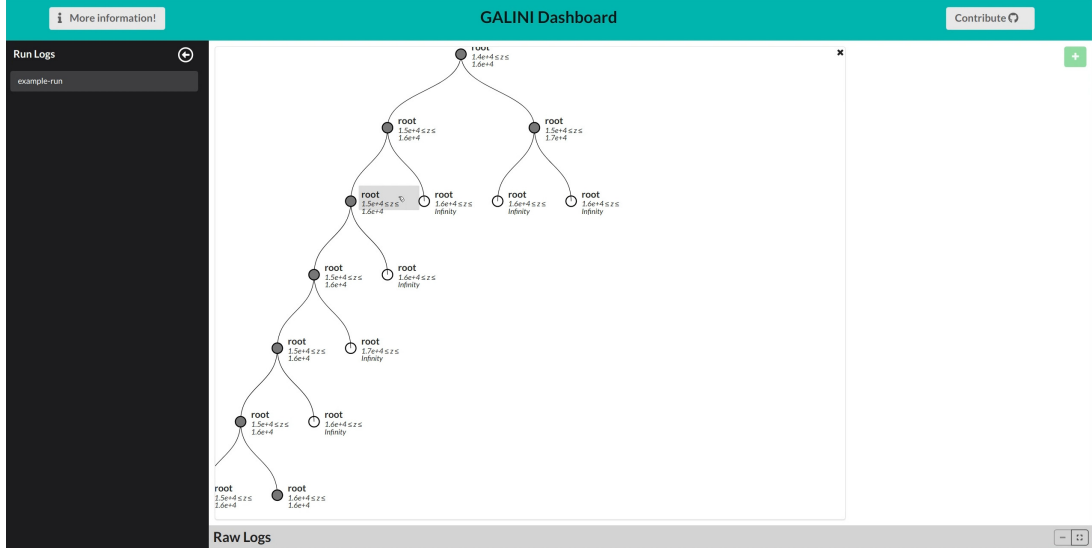 More information!
GALINI Dashboard
Contribute
Run Logs
example-run
root
1.4e+4 ≤ z ≤
1.6e+4
root
1.5e+4 ≤ z ≤
1.6e+4
root
1.5e+4 ≤ z ≤
1.7e+4
root
1.5e+4 ≤ z ≤
1.6e+4
root
1.6e+4 ≤ z ≤
Infinity
root
1.6e+4 ≤ z ≤
Infinity
root
1.6e+4 ≤ z ≤
Infinity
root
1.5e+4 ≤ z ≤
1.6e+4
root
1.6e+4 ≤ z ≤
Infinity
root
1.5e+4 ≤ z ≤
1.6e+4
root
1.7e+4 ≤ z ≤
Infinity
root
1.5e+4 ≤ z ≤
1.6e+4
root
1.6e+4 ≤ z ≤
Infinity
root
1.5e+4 ≤ z ≤
1.6e+4
root
1.6e+4 ≤ z ≤
1.6e+4
Raw Logs